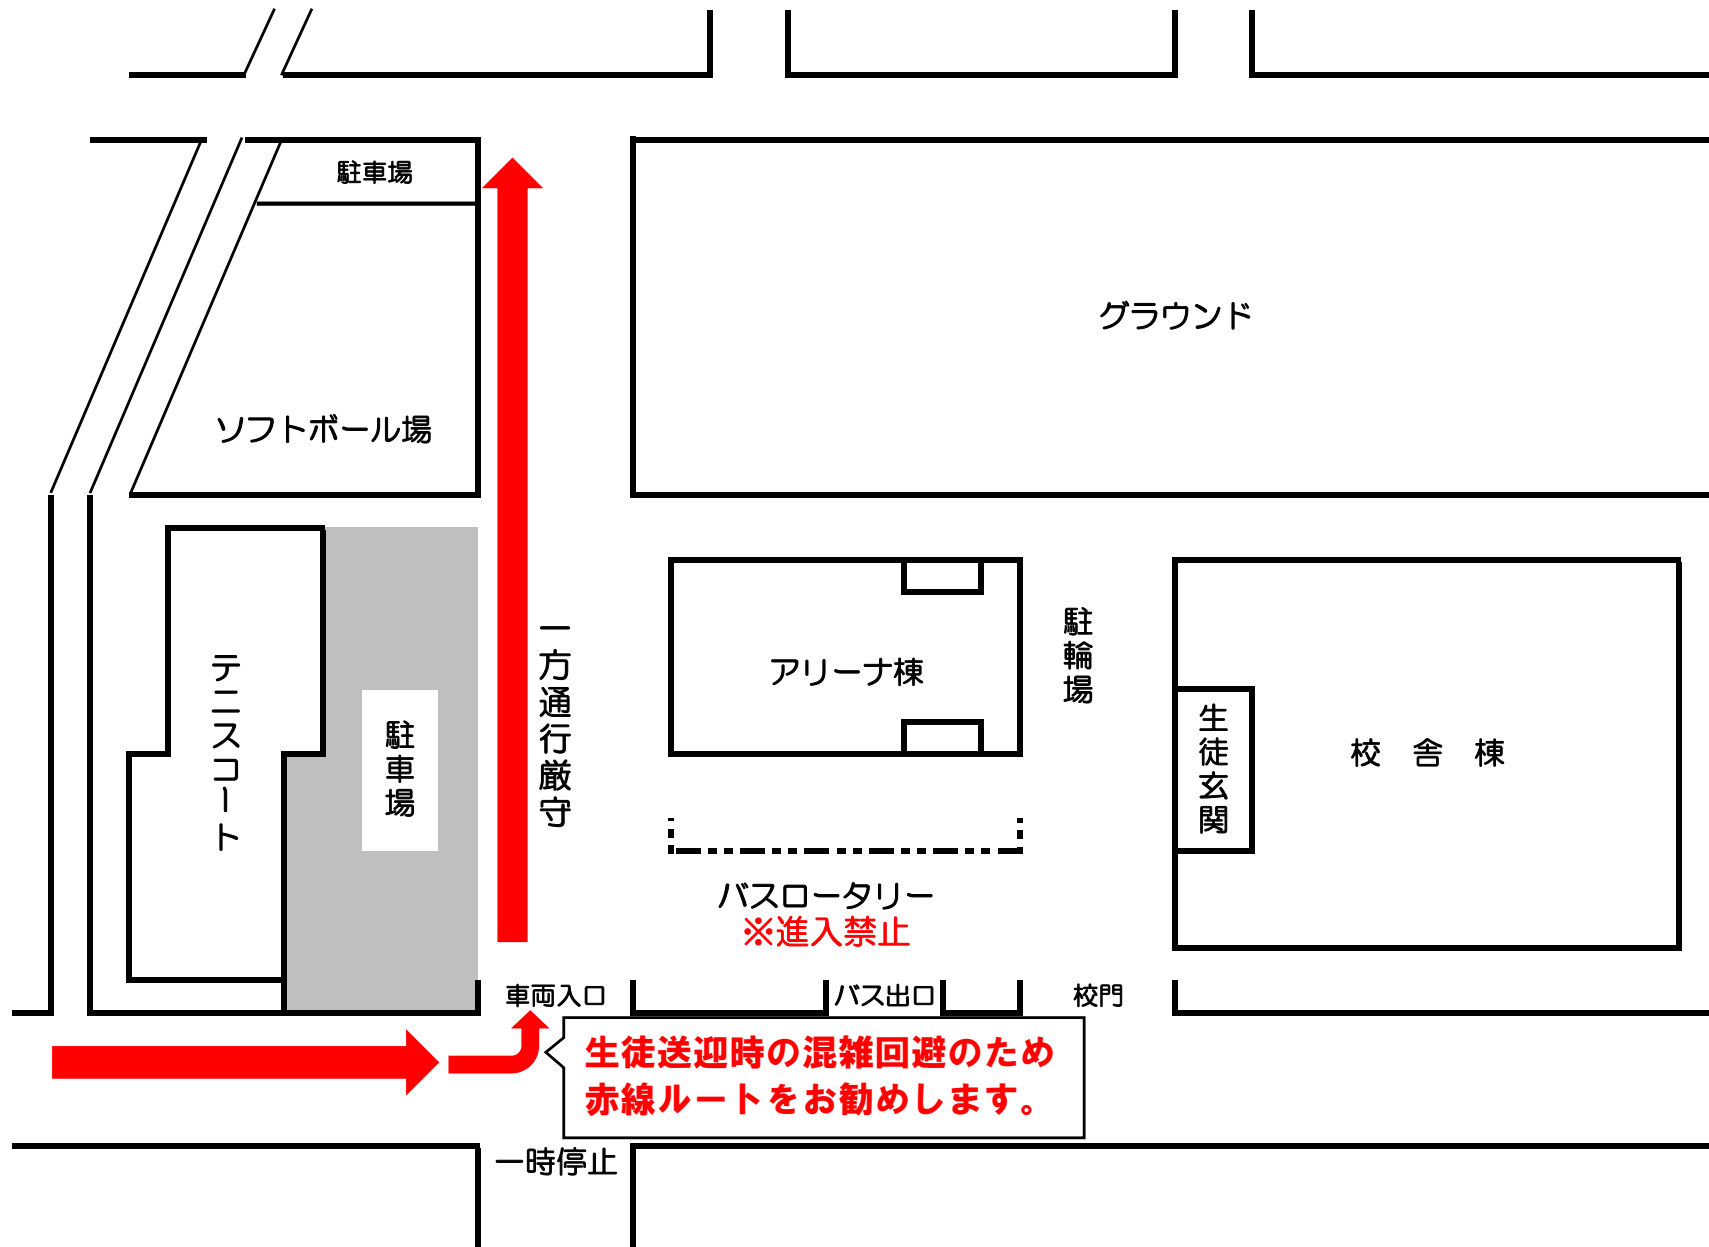 駐車場
グラウンド
ソフトボール場
テニスコート
駐車場
一方通行厳守
アリーナ棟
駐輪場
生徒玄関
校舎棟
バスロータリー
※進入禁止
車両入口
バス出口
校門
生徒送迎時の混雑回避のため
赤線ルートをお勧めします。
一時停止